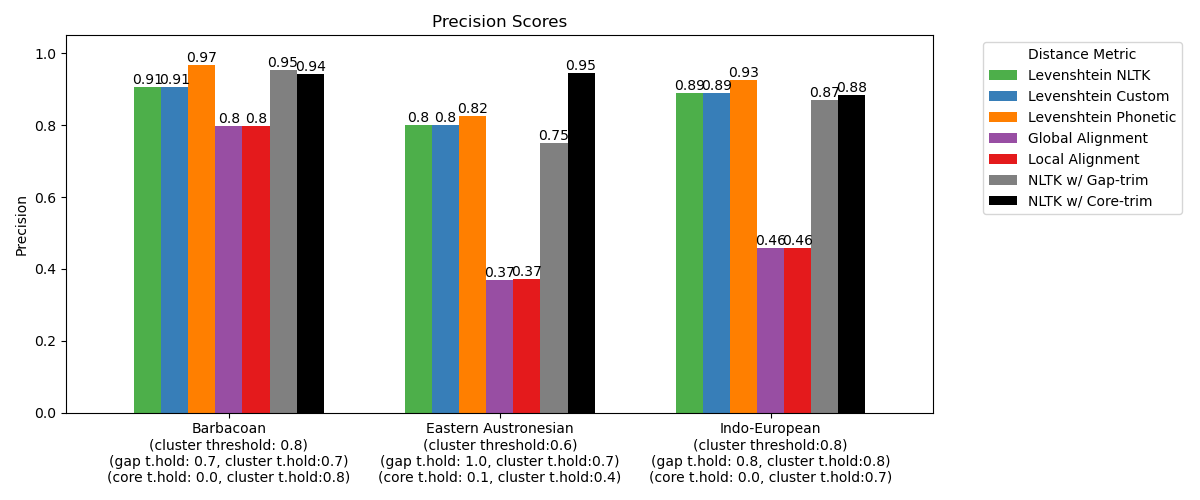 Precision Scores
Precision
1.0
0.8
0.6
0.4
0.2
0.0
0.91 0.91 0.97 0.8 0.8 0.95 0.94
0.8 0.8 0.82 0.37 0.37 0.75 0.95
0.89 0.89 0.93 0.46 0.46 0.87 0.88
Barbacoan
(cluster threshold: 0.8)
(gap t.hold: 0.7, cluster t.hold:0.7)
(core t.hold: 0.0, cluster t.hold:0.8)
Eastern Austronesian
(cluster threshold:0.6)
(gap t.hold: 1.0, cluster t.hold:0.7)
(core t.hold: 0.1, cluster t.hold:0.4)
Indo-European
(cluster threshold:0.8)
(gap t.hold: 0.8, cluster t.hold:0.8)
(core t.hold: 0.0, cluster t.hold:0.7)
Distance Metric
Levenshtein NLTK
Levenshtein Custom
Levenshtein Phonetic
Global Alignment
Local Alignment
NLTK w/ Gap-trim
NLTK w/ Core-trim